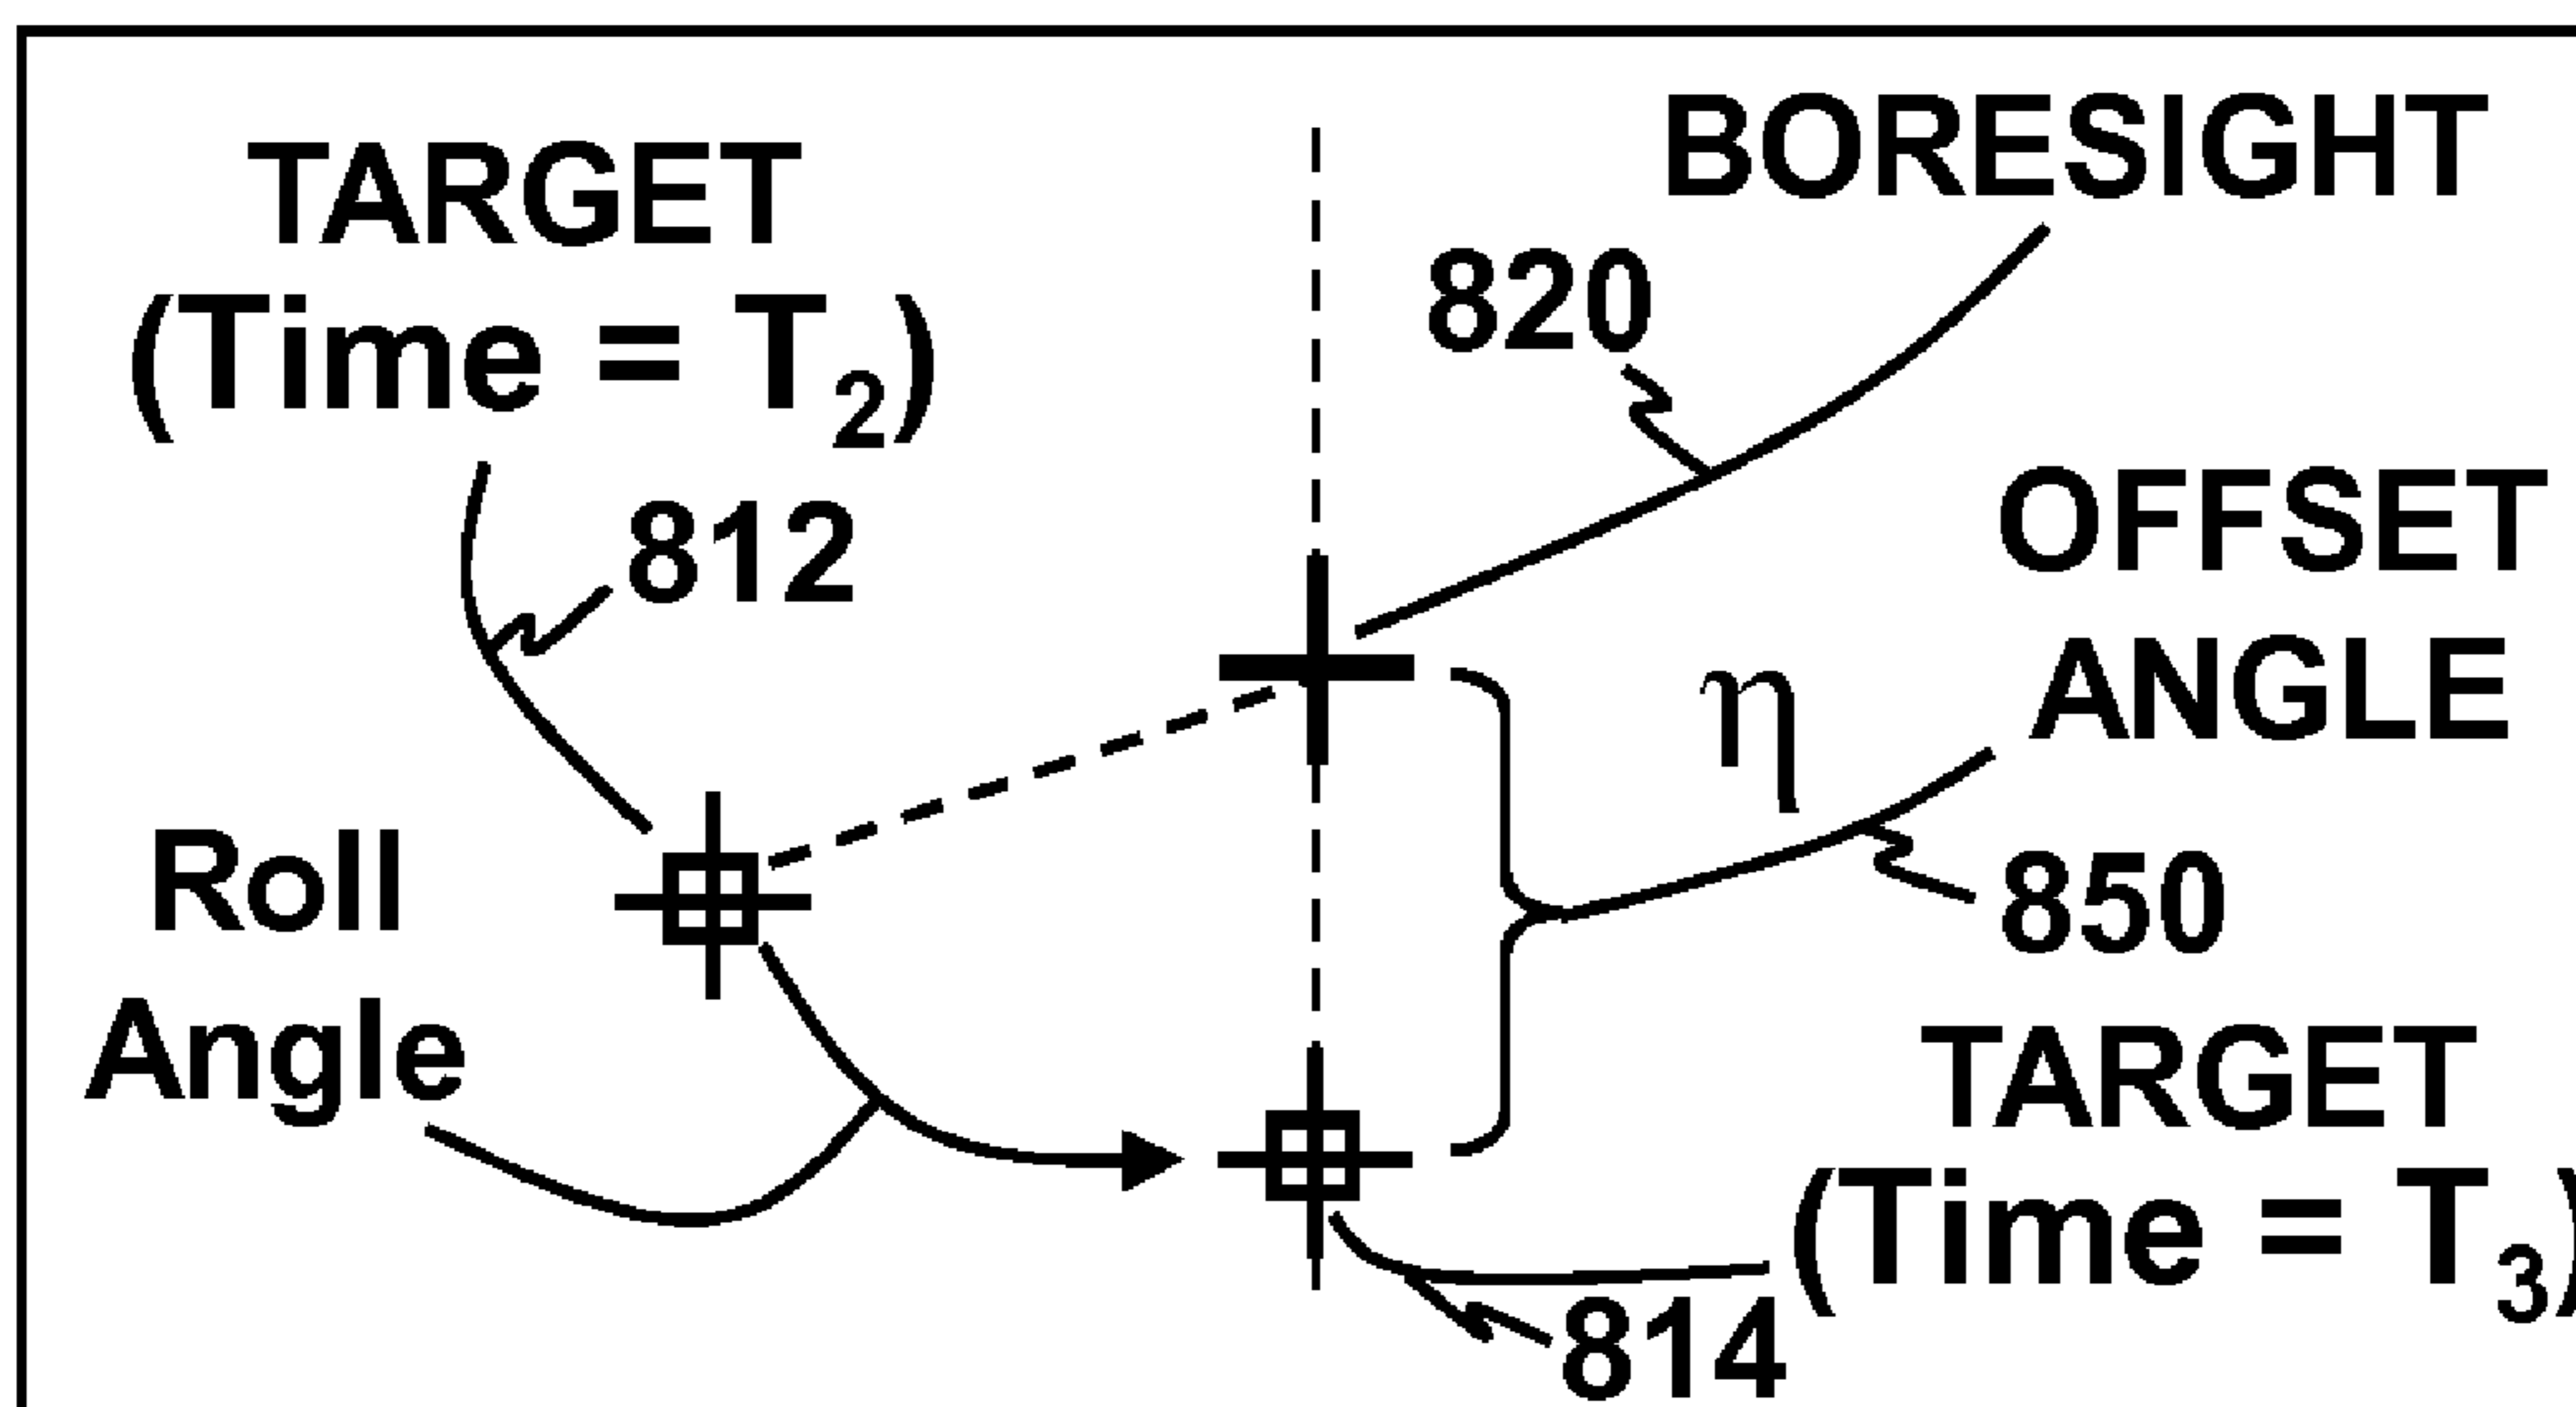 TARGET
(Time = T₂)
812
BORESIGHT
820
OFFSET
ANGLE
η
850
Roll
Angle
TARGET
(Time = T₃)
814